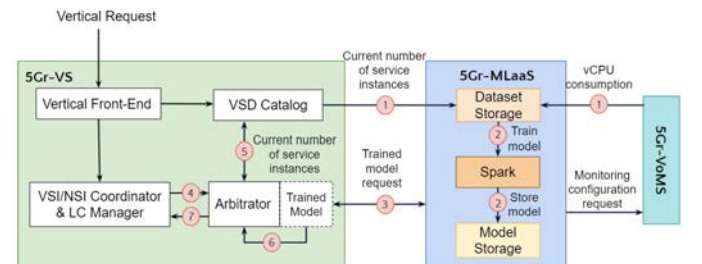 Vertical Request
5Gr-VS
Vertical Front-End
VSD Catalog
Current number
of service
instances
1
5
Current number
of service
instances
VSI/NSI Coordinator
& LC Manager
4
7
Arbitrator
Trained
Model
6
Trained
model
request
3
5Gr-MLaaS
Dataset
Storage
2
Train
model
Spark
2
Store
model
Model
Storage
vCPU
consumption
1
Monitoring
configuration
request
5Gr-VoMS